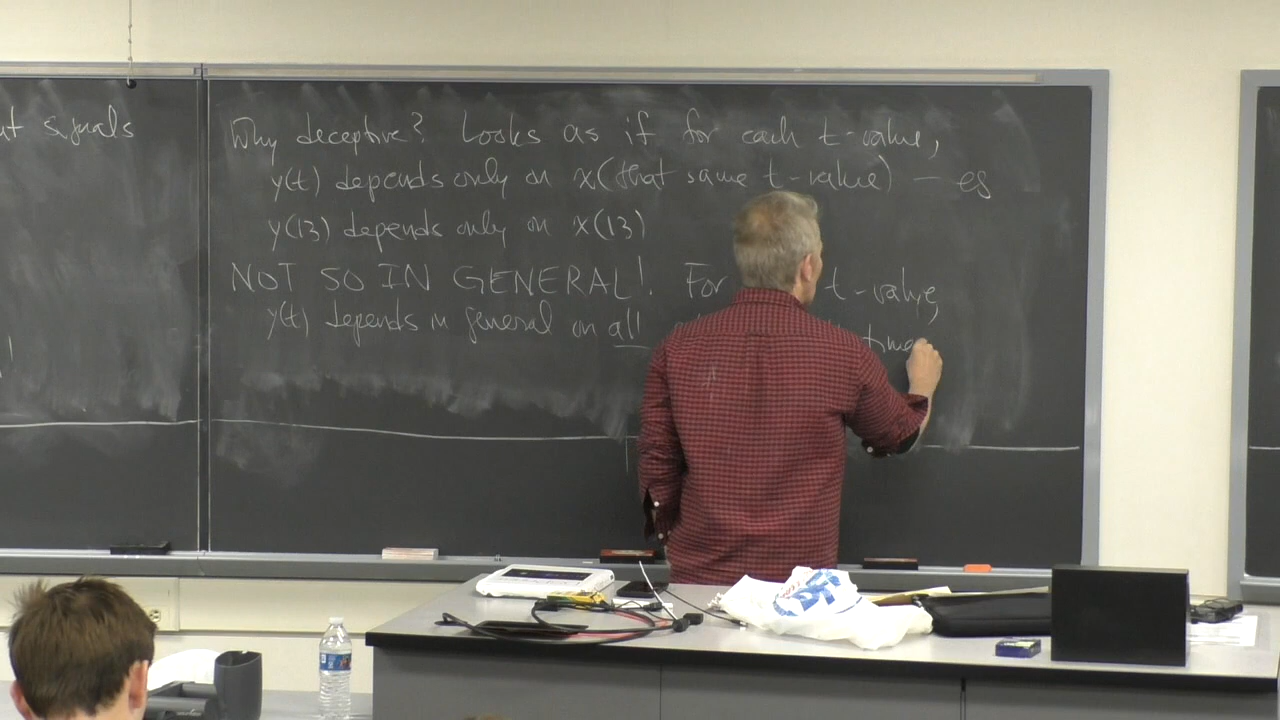 signals
Why deceptive? Looks as if for each t-value,
y(t) depends only on x(that same t-value) — eg
y(13) depends only on x(13)
NOT SO IN GENERAL! For t-value,
y(t) depends in general on all time